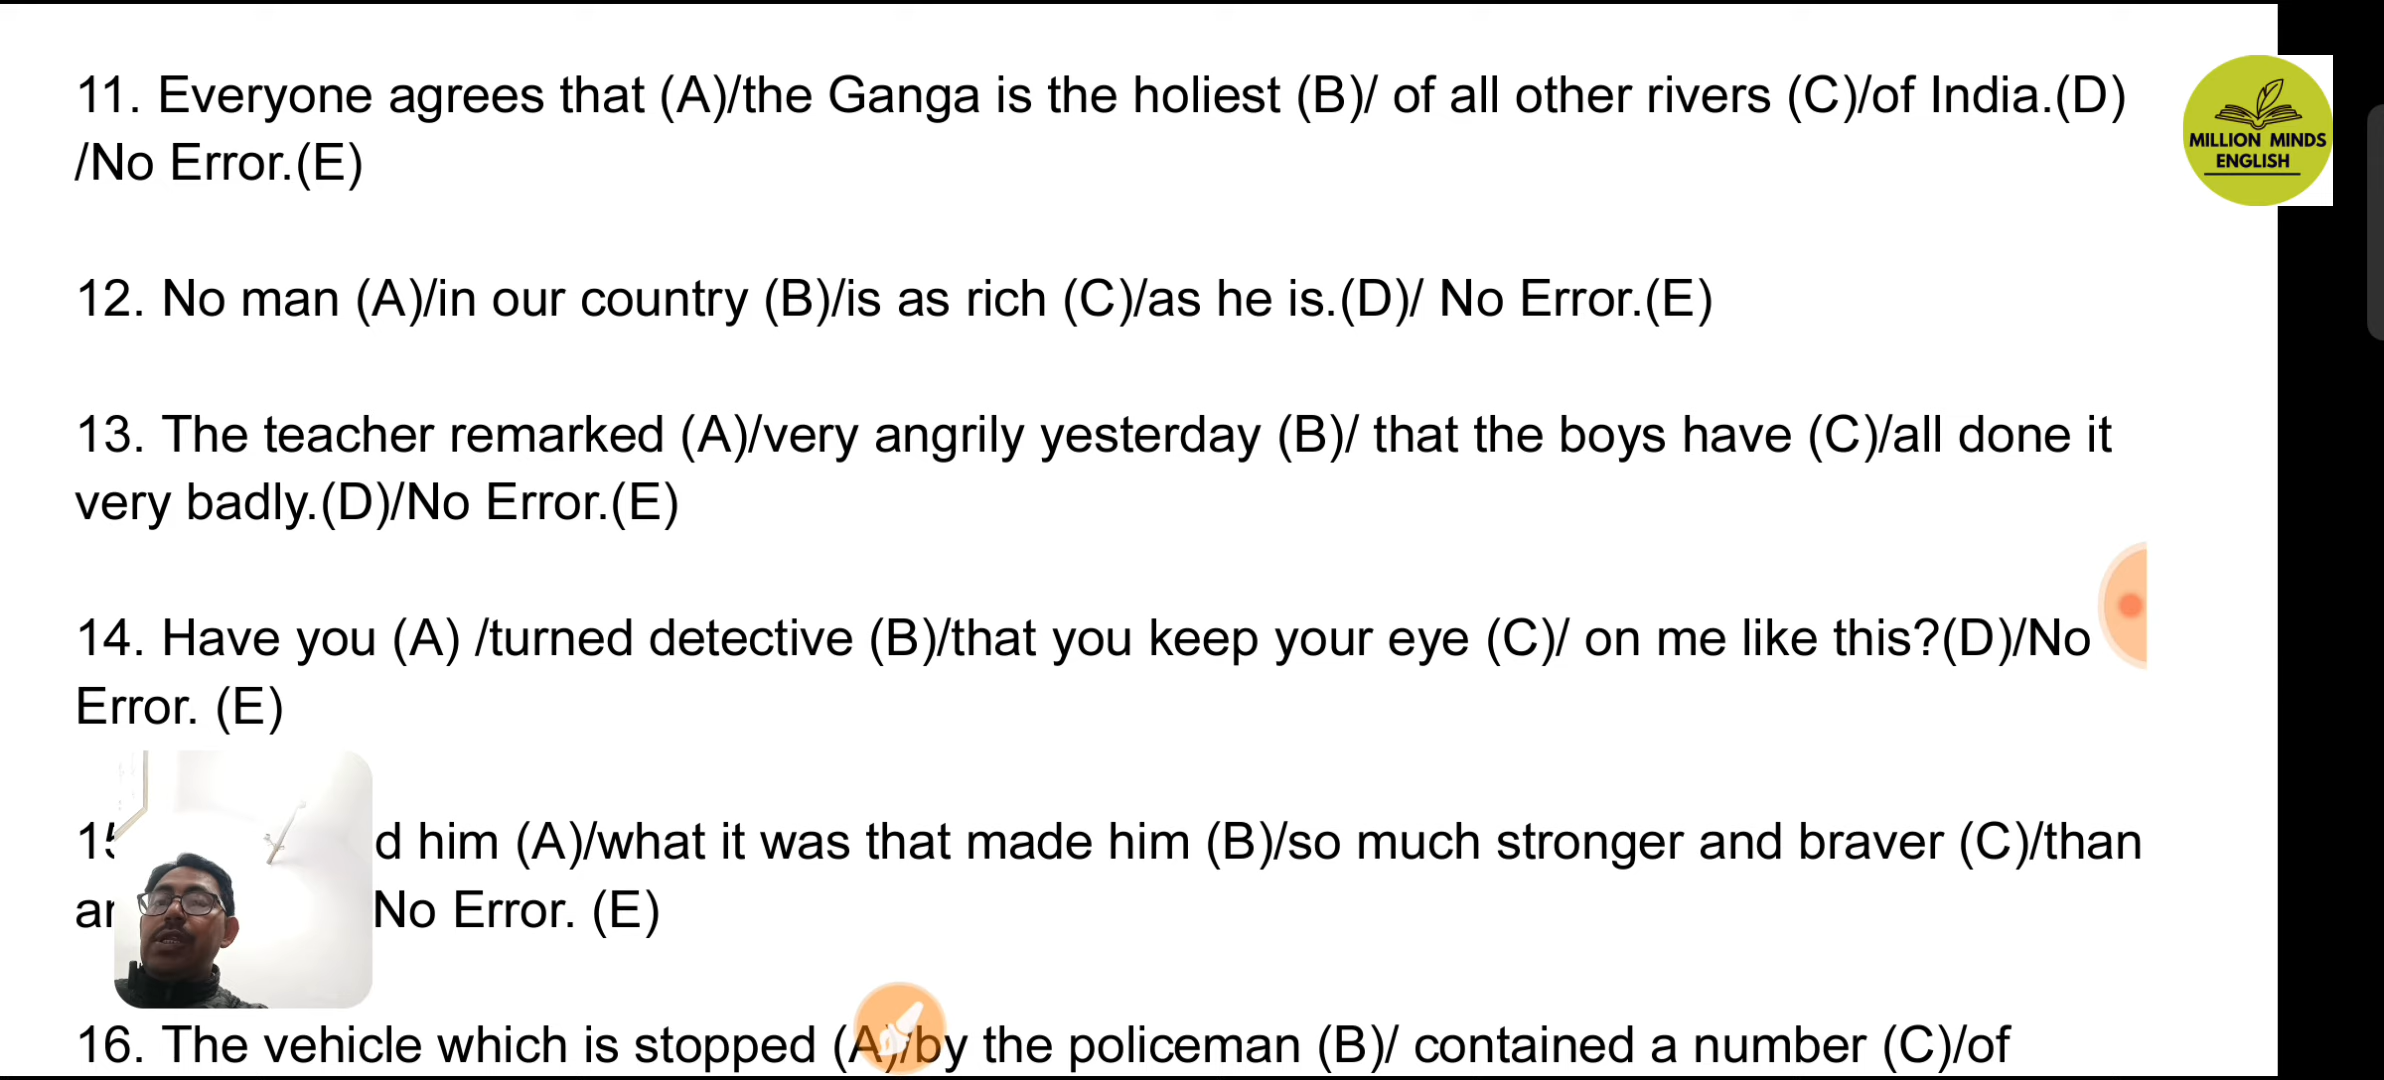 11. Everyone agrees that (A)/the Ganga is the holiest (B)/ of all other rivers (C)/of India.(D)
/No Error.(E)
MILLION MINDS
ENGLISH
12. No man (A)/in our country (B)/is as rich (C)/as he is.(D)/ No Error.(E)
13. The teacher remarked (A)/very angrily yesterday (B)/ that the boys have (C)/all done it
very badly.(D)/No Error.(E)
14. Have you (A) /turned detective (B)/that you keep your eye (C)/ on me like this?(D)/No
Error. (E)
d him (A)/what it was that made him (B)/so much stronger and braver (C)/than
No Error. (E)
16. The vehicle which is stopped (A)/by the policeman (B)/ contained a number (C)/of